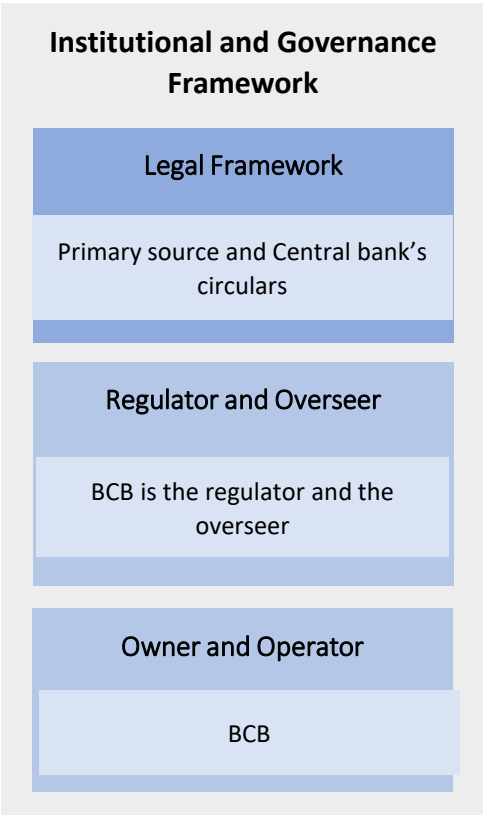 Institutional and Governance
Framework
Legal Framework
Primary source and Central bank’s
circulars
Regulator and Overseer
BCB is the regulator and the
overseer
Owner and Operator
BCB